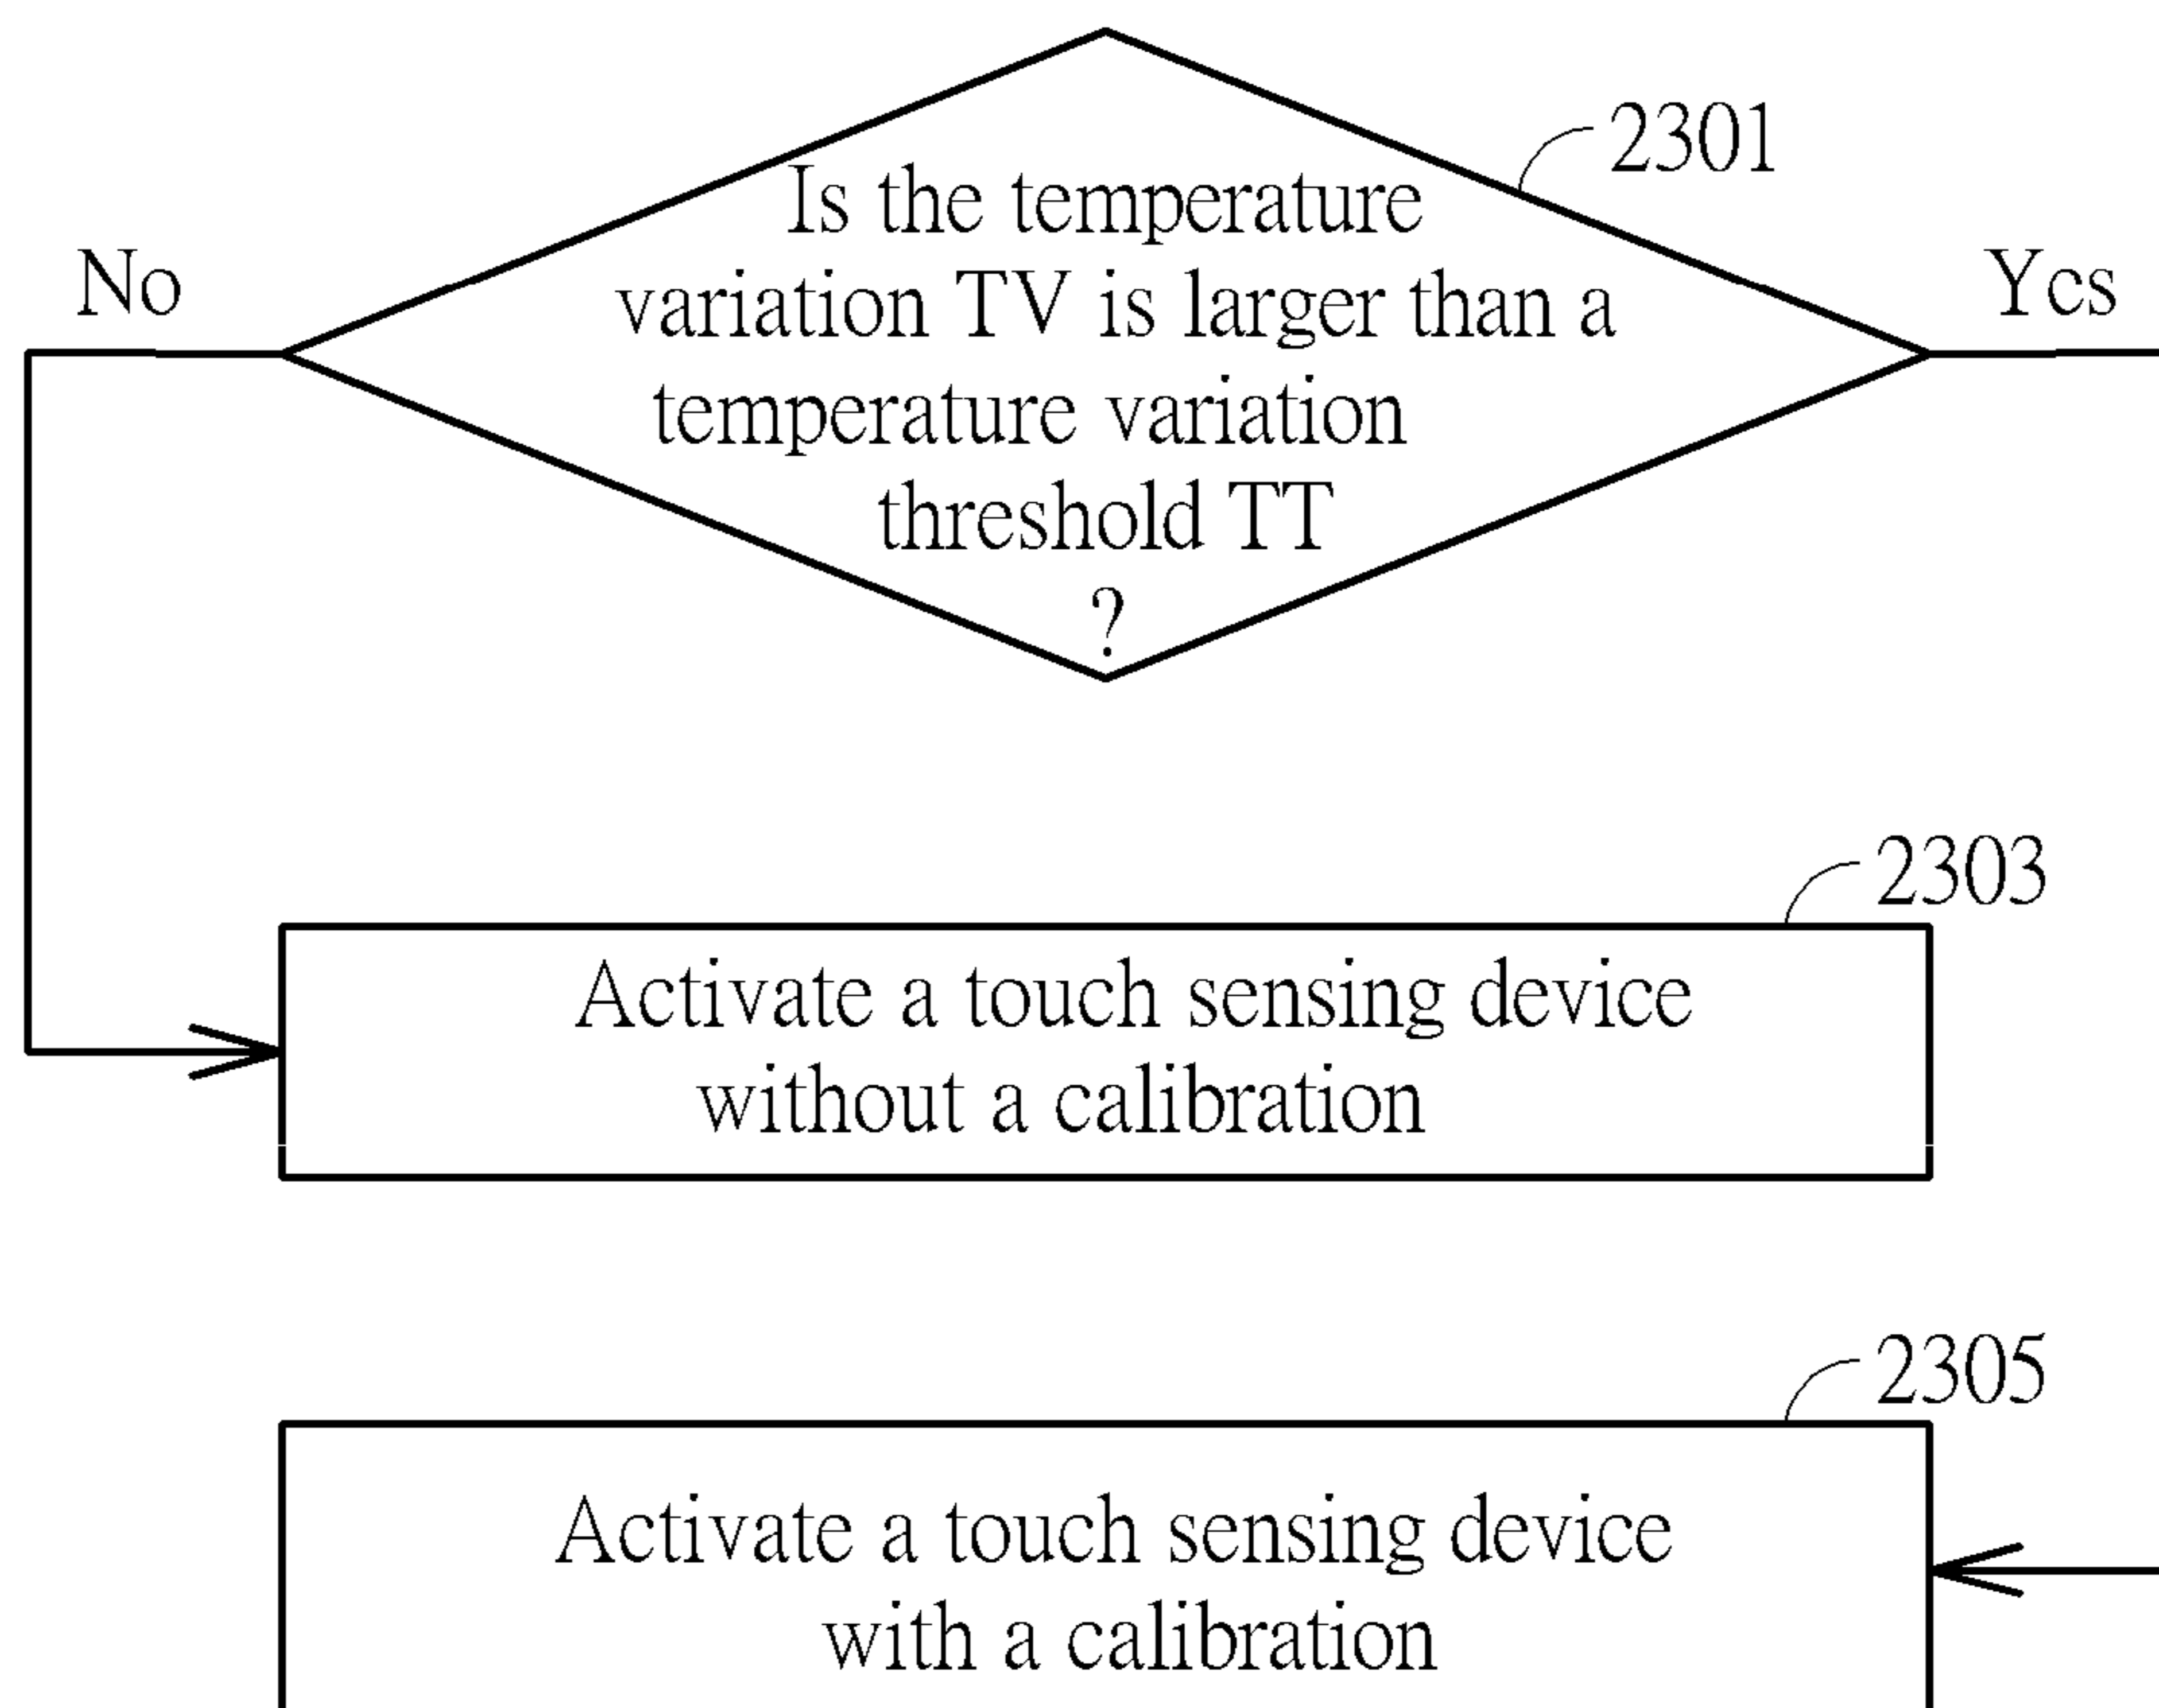 2301
Is the temperature
variation TV is larger than a
temperature variation
threshold TT
?
No
Yes
2303
Activate a touch sensing device
without a calibration
2305
Activate a touch sensing device
with a calibration